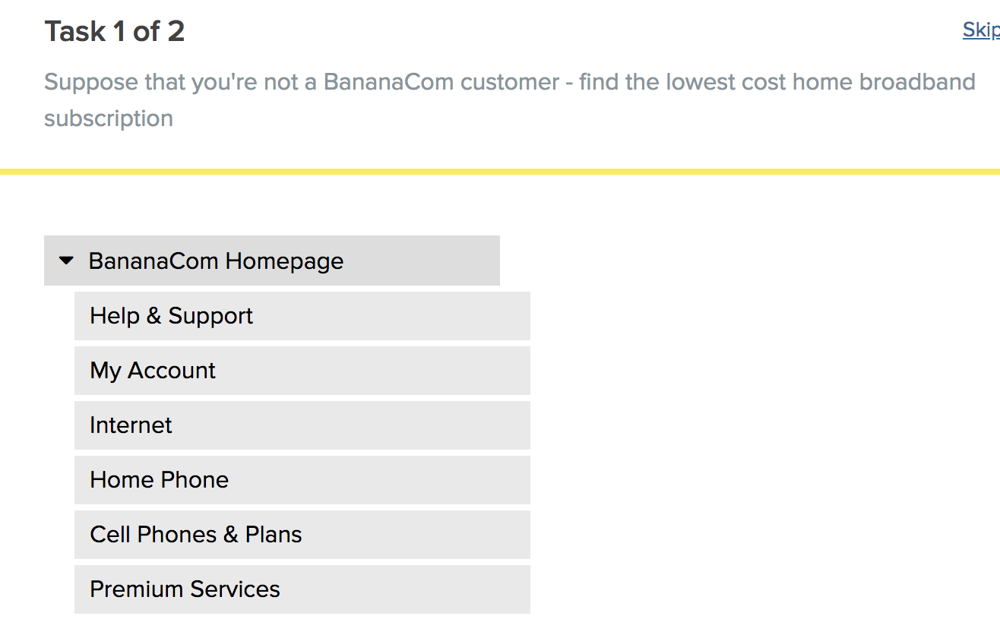 Task 1 of 2
Skip
Suppose that you're not a BananaCom customer - find the lowest cost home broadband
subscription
BananaCom Homepage
Help & Support
My Account
Internet
Home Phone
Cell Phones & Plans
Premium Services